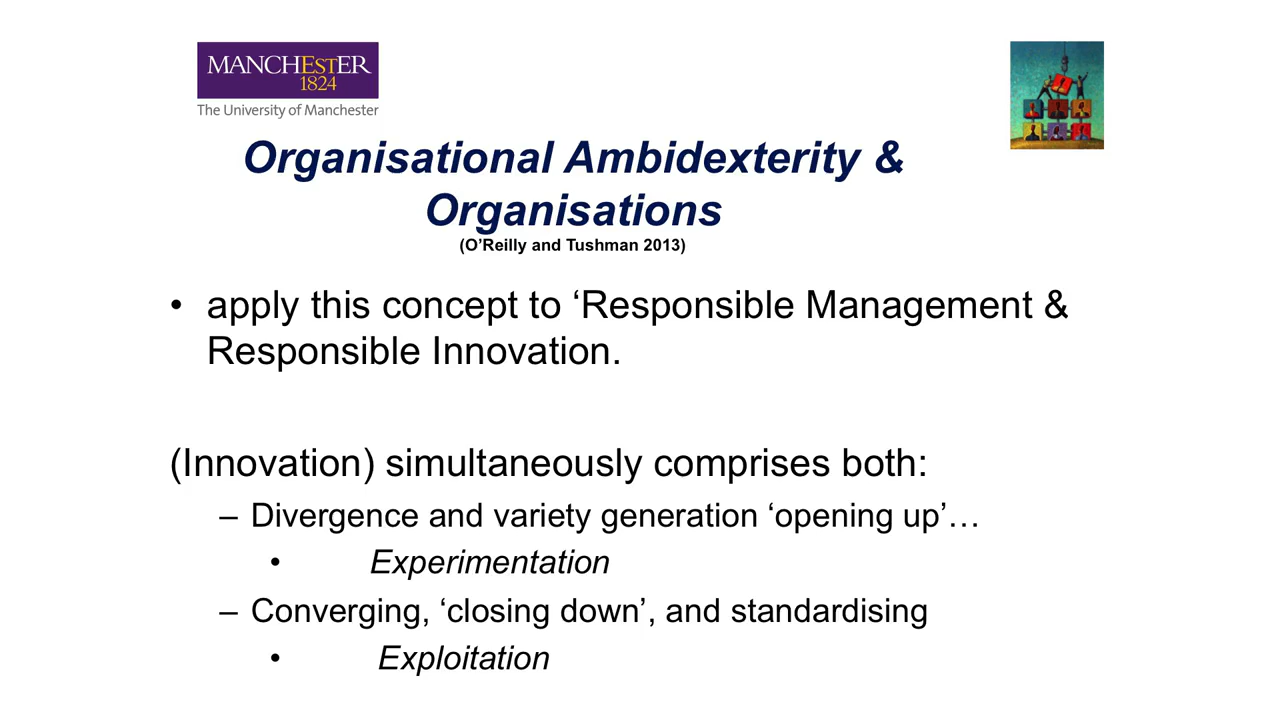 MANCHESTER
1824
The University of Manchester
Organisational Ambidexterity &
Organisations
(O’Reilly and Tushman 2013)
• apply this concept to ‘Responsible Management &
Responsible Innovation.
(Innovation) simultaneously comprises both:
– Divergence and variety generation ‘opening up’…
• Experimentation
– Converging, ‘closing down’, and standardising
• Exploitation